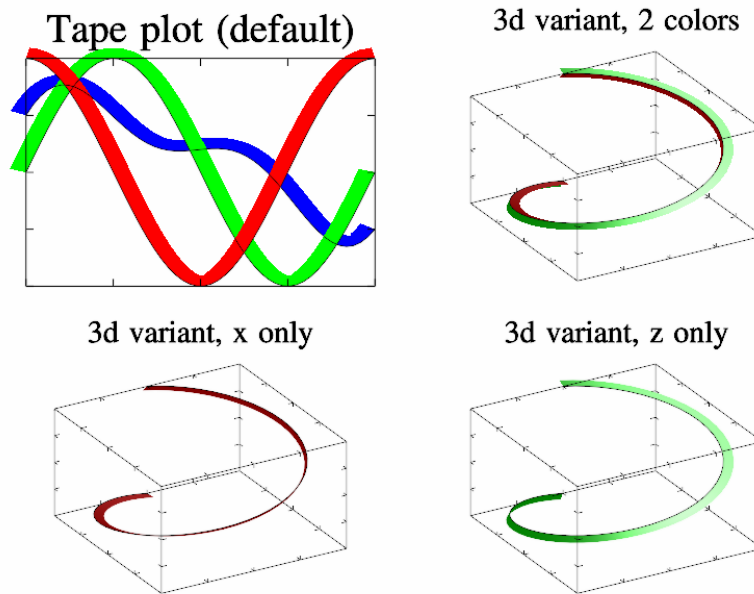 Tape plot (default)
3d variant, 2 colors
3d variant, x only
3d variant, z only